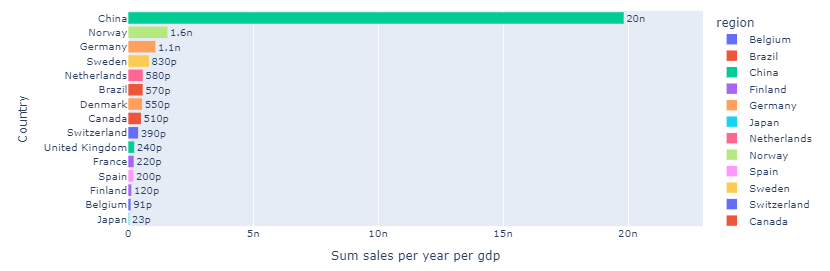 Country
China 20n
Norway 1.6n
Germany 1.1n
Sweden 830p
Netherlands 580p
Brazil 570p
Denmark 550p
Canada 510p
Switzerland 390p
United Kingdom 240p
France 220p
Spain 200p
Finland 120p
Belgium 91p
Japan 23p
0 5n 10n 15n 20n
Sum sales per year per gdp
region
Belgium
Brazil
China
Finland
Germany
Japan
Netherlands
Norway
Spain
Sweden
Switzerland
Canada